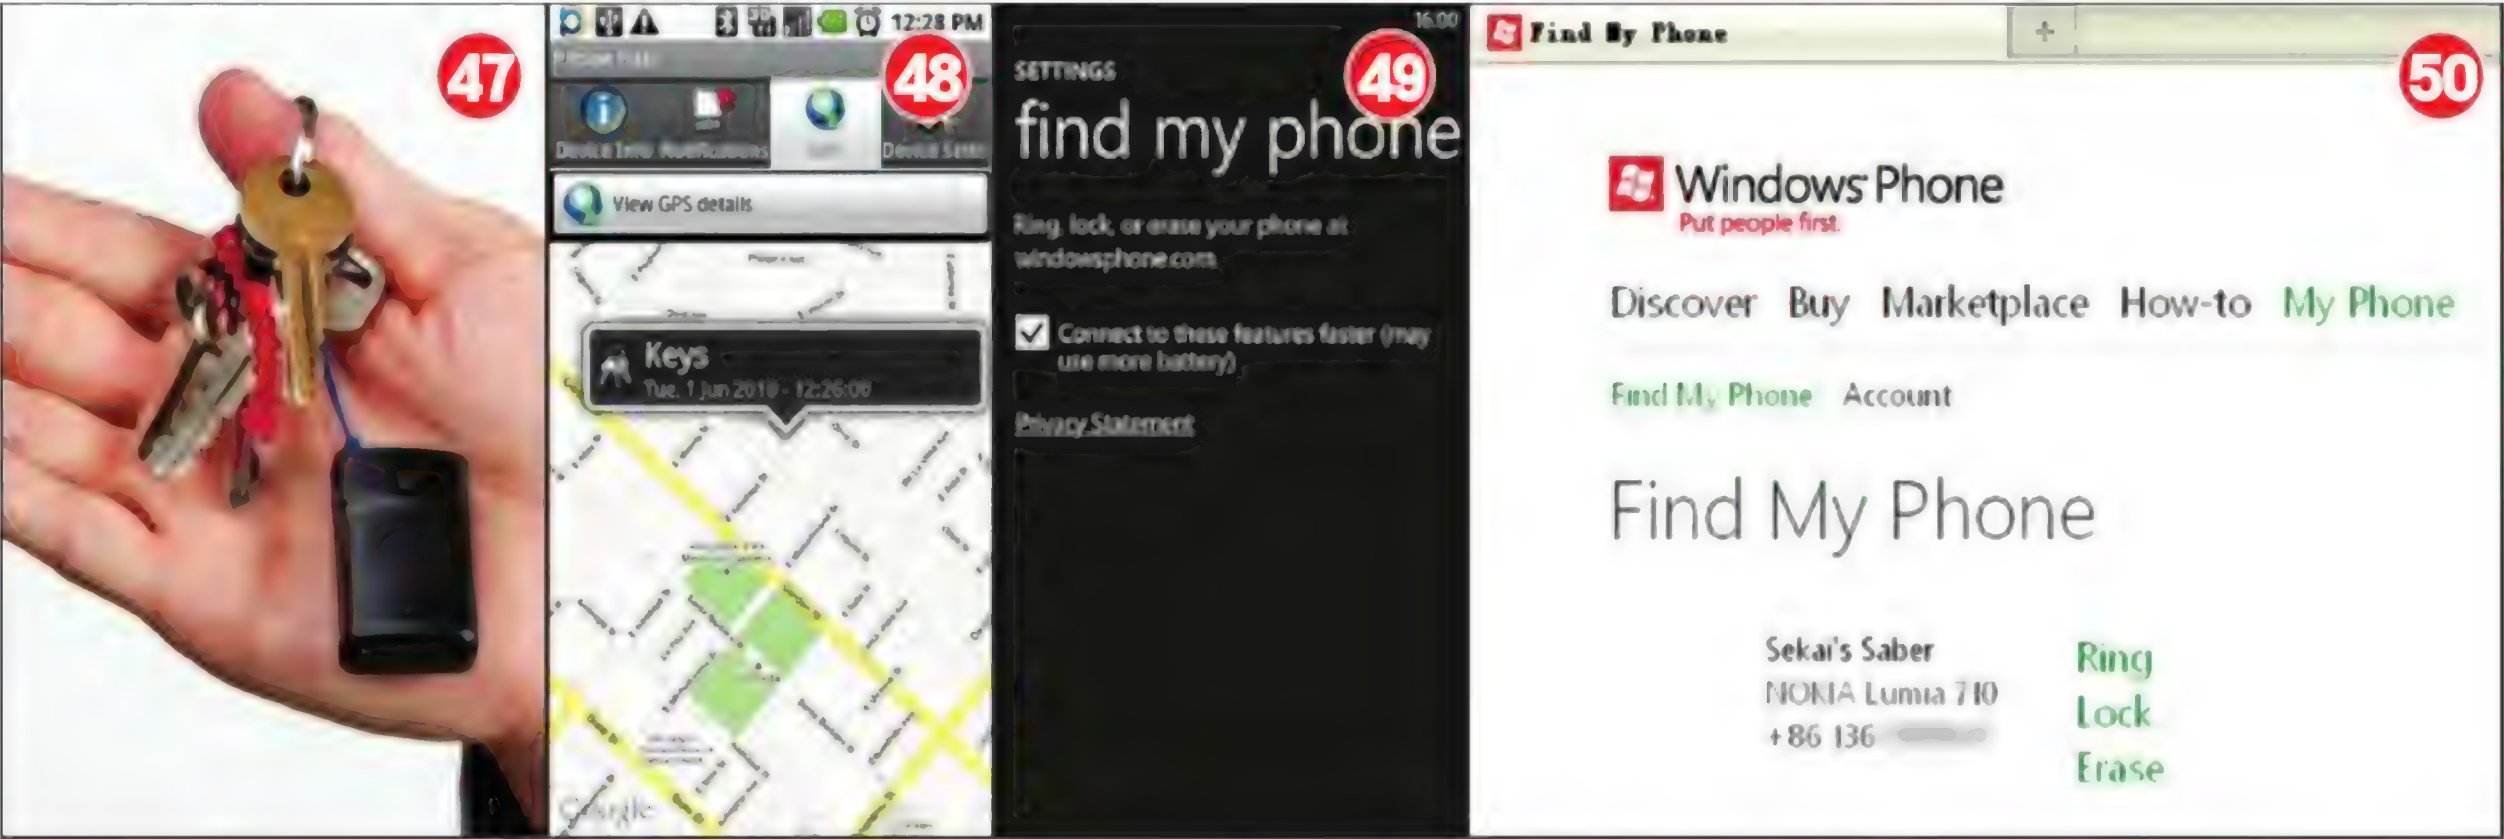 47
12:28 PM
48
Device Info
Notifications
View GPS details
Keys
Tue, 1 Jun 2010 - 12:26:00
Google
16:00
49
SETTINGS
find my phone
Ring, lock, or erase your phone at
windowsphone.com
Connect to these features faster (may
use more battery)
Privacy Statement
Find My Phone
+
50
Windows Phone
Put people first.
Discover Buy Marketplace How-to My Phone
Find My Phone Account
Find My Phone
Sekai's Saber
NOKIA Lumia 710
+86 136
Ring
Lock
Erase